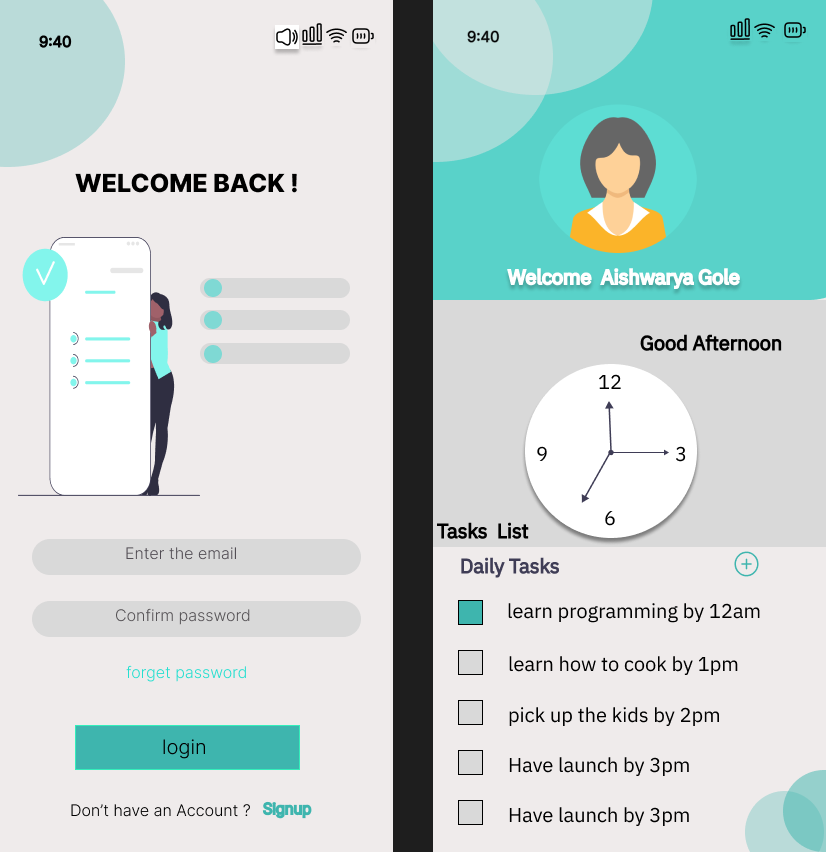 9:40
WELCOME BACK !
Enter the email
Confirm password
forget password
login
Don't have an Account ? Signup
9:40
Welcome Aishwarya Gole
Good Afternoon
12
9
3
6
Tasks List
Daily Tasks
learn programming by 12am
learn how to cook by 1pm
pick up the kids by 2pm
Have launch by 3pm
Have launch by 3pm